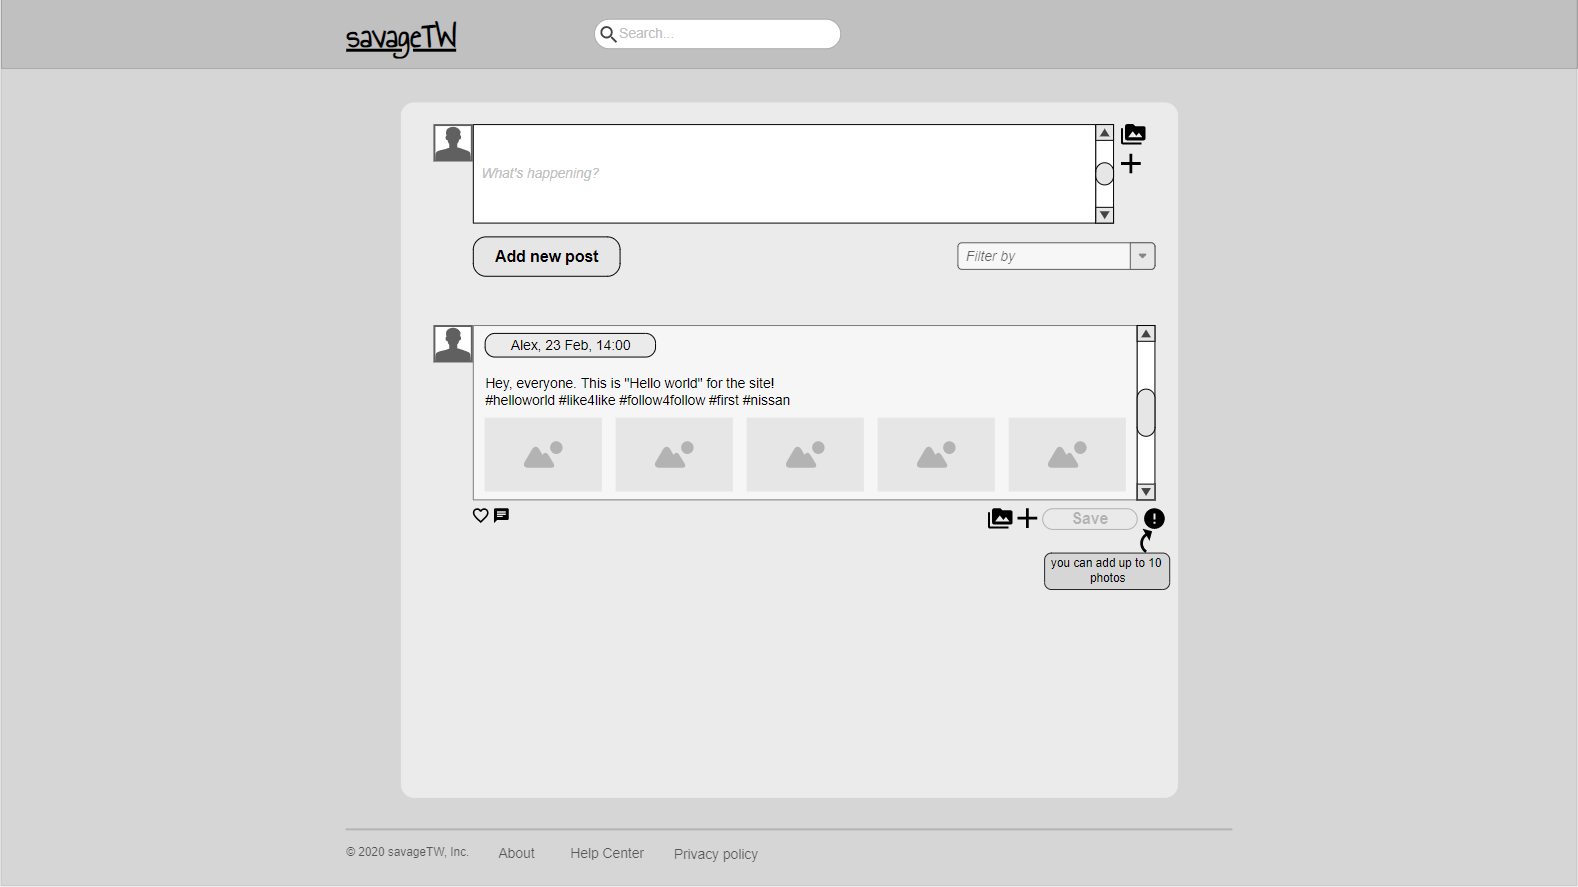 savageTW
Search...
What's happening?
Add new post
Filter by
Alex, 23 Feb, 14:00
Hey, everyone. This is "Hello world" for the site!
#helloworld #like4like #follow4follow #first #nissan
Save
you can add up to 10
photos
© 2020 savageTW, Inc.
About
Help Center
Privacy policy